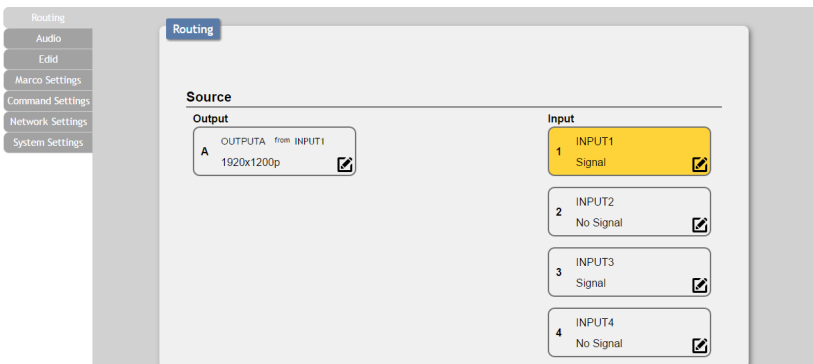 Routing
Audio
Edid
Marco Settings
Command Settings
Network Settings
System Settings
Routing
Source
Output
A
OUTPUTA from INPUT1
1920x1200p
Input
1
INPUT1
Signal
2
INPUT2
No Signal
3
INPUT3
Signal
4
INPUT4
No Signal